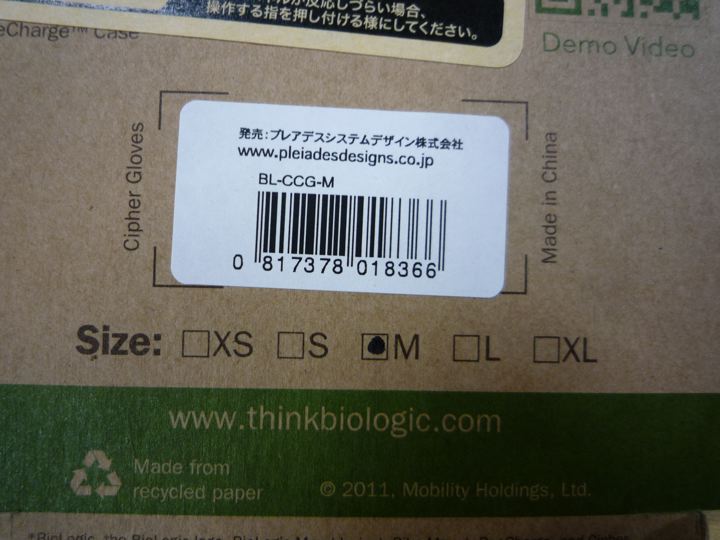 操作する指を押し付ける様にしてください。
eCharge™ Case
Demo Video
Cipher Gloves
発売：プレアデスシステムデザイン株式会社
www.pleiadesdesigns.co.jp
BL-CCG-M
0 817378 018366
Made in China
Size: XS S M L XL
www.thinkbiologic.com
Made from
recycled paper
© 2011, Mobility Holdings, Ltd.